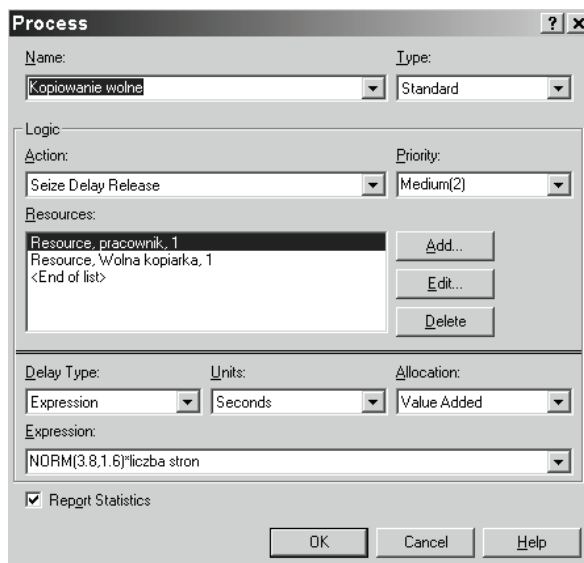 Process
Name: Type:
Kopiowanie wolne Standard
Logic
Action: Priority:
Seize Delay Release Medium(2)
Resources:
Resource, pracownik, 1 Add...
Resource, Wolna kopiarka, 1
<End of list> Edit...
Delete
Delay Type: Units: Allocation:
Expression Seconds Value Added
Expression:
NORM(3.8,1.6)*liczba stron
Report Statistics
OK Cancel Help